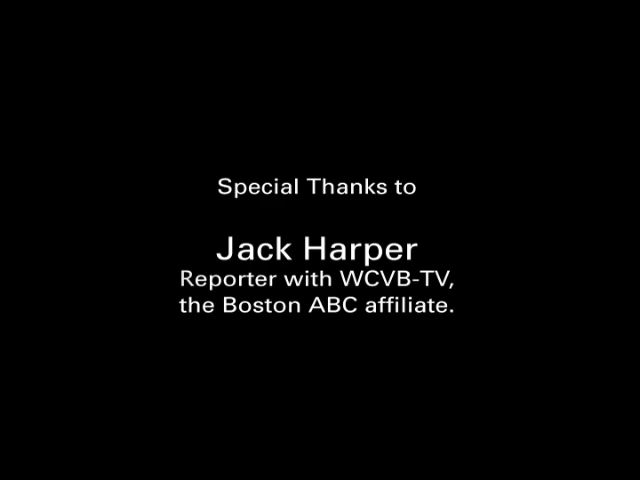 Special Thanks to
Jack Harper
Reporter with WCVB-TV,
the Boston ABC affiliate.